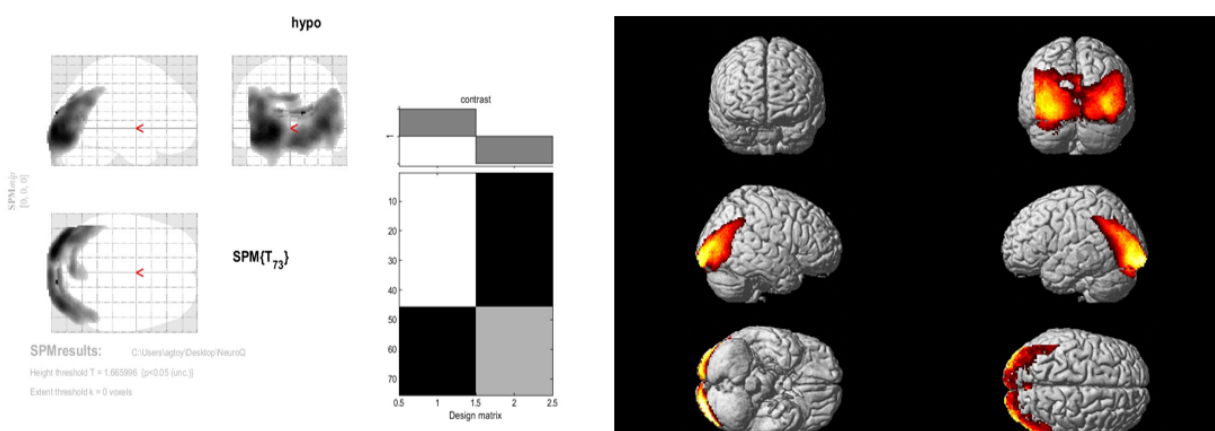 hypo
contrast
1
SPMmip
[0, 0, 0]
SPM{T73}
10
20
30
40
50
60
70
0.5 1 1.5 2 2.5
Design matrix
SPMresults: C:\Users\agtoy\Desktop\NeuroQ
Height threshold T = 1.665996 {p<0.05 (unc.)}
Extent threshold k = 0 voxels